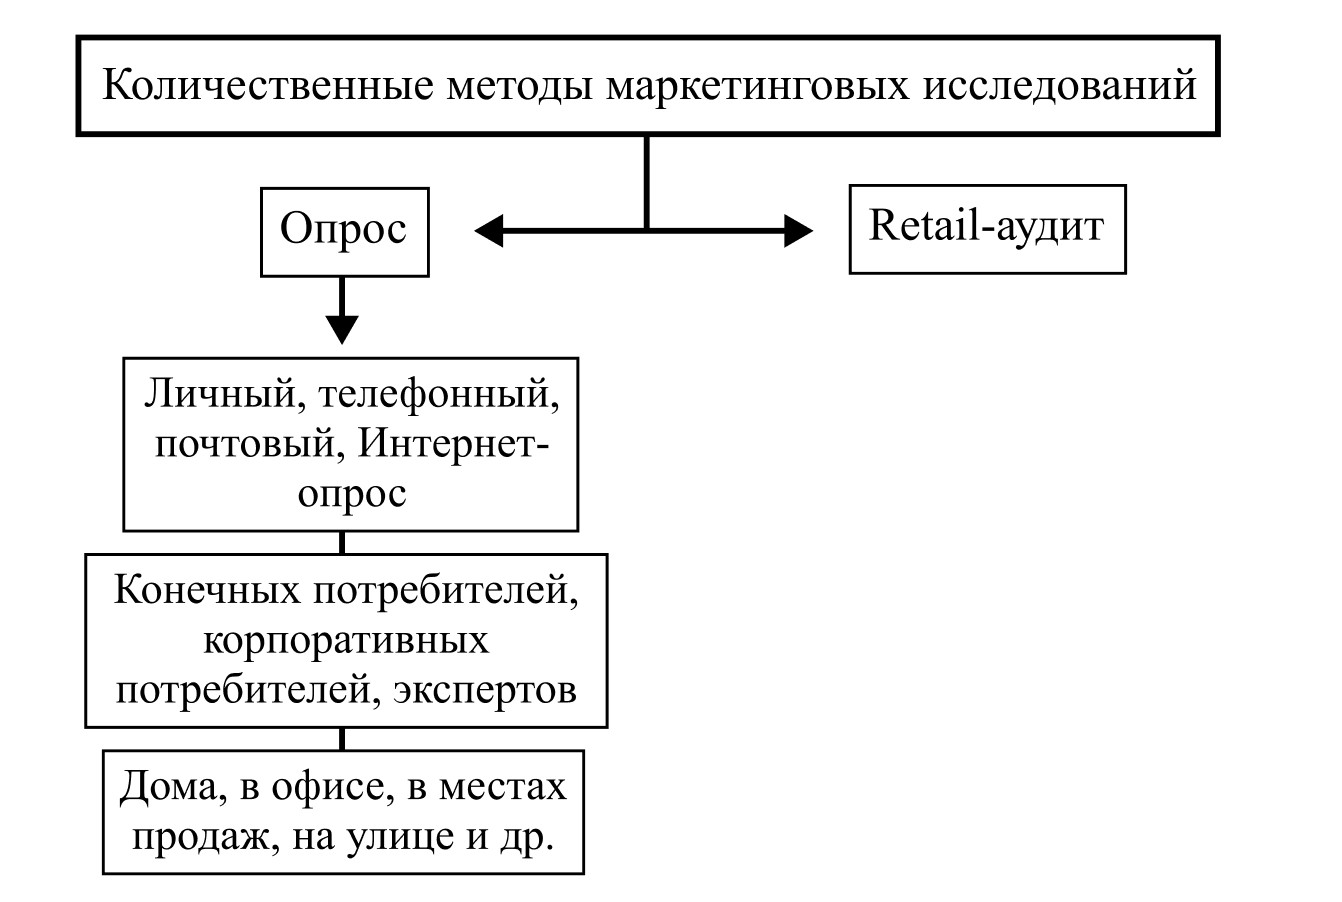 Количественные методы маркетинговых исследований
Опрос
Retail-аудит
Личный, телефонный,
почтовый, Интернет-
опрос
Конечных потребителей,
корпоративных
потребителей, экспертов
Дома, в офисе, в местах
продаж, на улице и др.